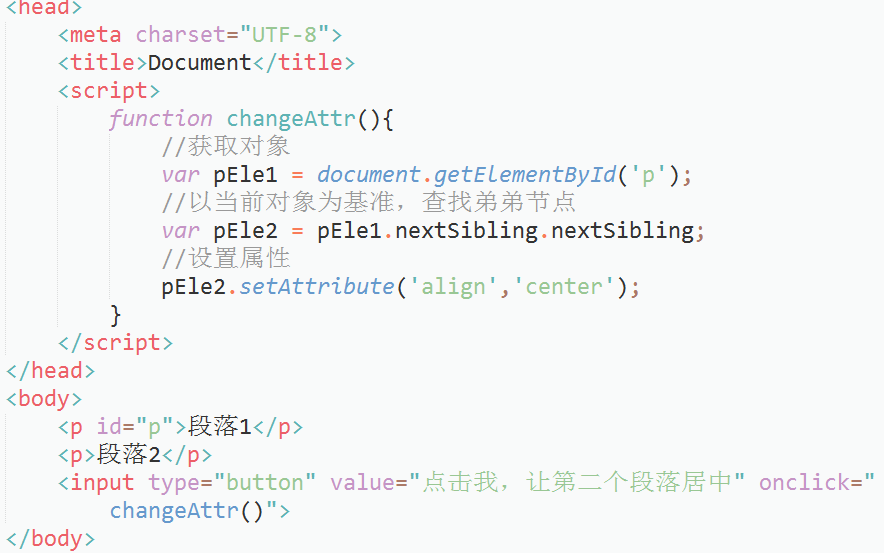 <head>
<meta charset="UTF-8">
<title>Document</title>
<script>
function changeAttr(){
//获取对象
var pEle1 = document.getElementById('p');
//以当前对象为基准，查找弟弟节点
var pEle2 = pEle1.nextSibling.nextSibling;
//设置属性
pEle2.setAttribute('align','center');
}
</script>
</head>
<body>
<p id="p">段落1</p>
<p>段落2</p>
<input type="button" value="点击我，让第二个段落居中" onclick="
changeAttr()">
</body>